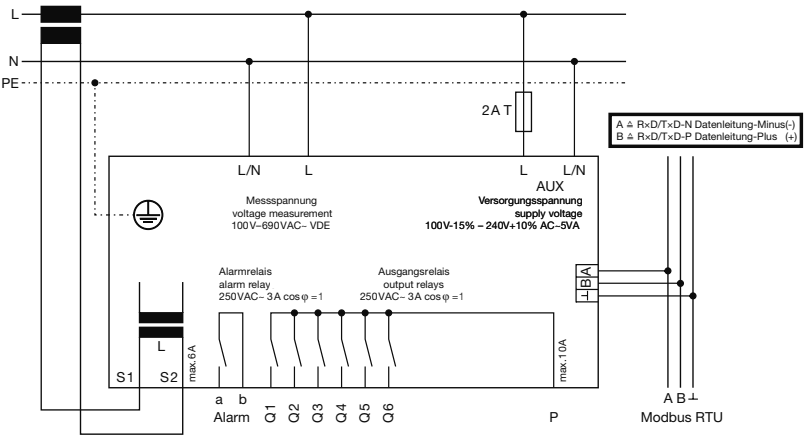 L
N
PE
2A T
A ≙ R×D/T×D-N Datenleitung-Minus(-)
B ≙ R×D/T×D-P Datenleitung-Plus (+)
L/N
L
L
L/N
AUX
Messspannung
voltage measurement
100V–690VAC~ VDE
Versorgungsspannung
supply voltage
100V-15% – 240V+10% AC~5VA
Alarmrelais
alarm relay
250VAC~ 3A cosφ =1
Ausgangsrelais
output relays
250VAC~ 3A cosφ =1
A
B
⊥
L
max.6A
max.10A
S1
S2
a
b
Alarm
Q1
Q2
Q3
Q4
Q5
Q6
P
A B ⊥
Modbus RTU